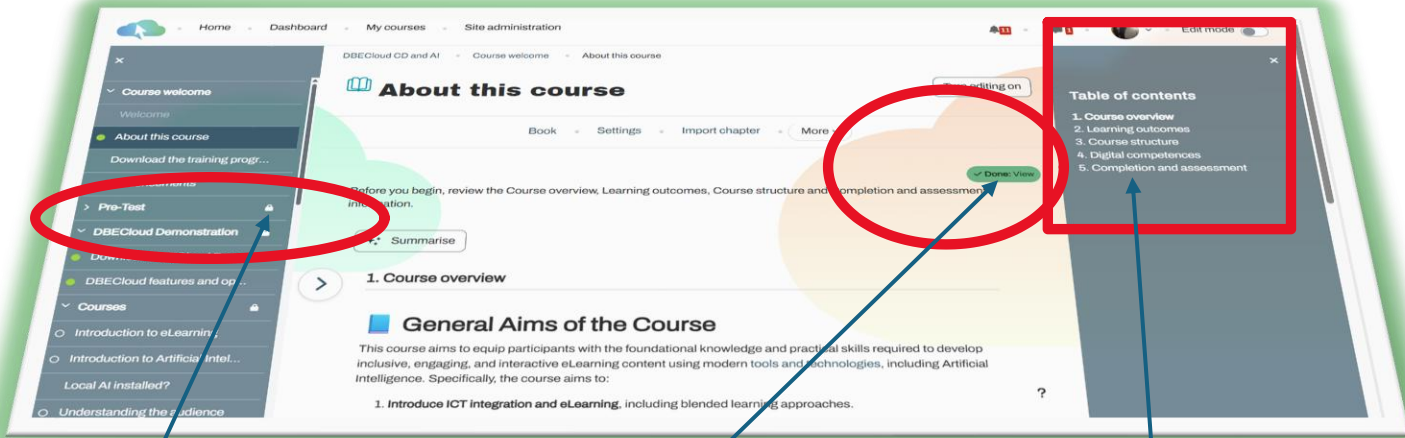 Home Dashboard My courses Site administration
11 1 Edit mode
DBECloud CD and AI Course welcome About this course
Course welcome
Welcome
About this course
Download the training progr...
Pre-Test
DBECloud Demonstration
DBECloud features and op...
Courses
Introduction to eLearning
Introduction to Artificial Intel...
Local AI installed?
Understanding the audience
About this course
editing on
Book Settings Import chapter More
Done: View
Before you begin, review the Course overview, Learning outcomes, Course structure and Completion and assessment
information.
Summarise
1. Course overview
General Aims of the Course
This course aims to equip participants with the foundational knowledge and practical skills required to develop
inclusive, engaging, and interactive eLearning content using modern tools and technologies, including Artificial
Intelligence. Specifically, the course aims to:
1. Introduce ICT integration and eLearning, including blended learning approaches.
?
Table of contents
1. Course overview
2. Learning outcomes
3. Course structure
4. Digital competences
5. Completion and assessment